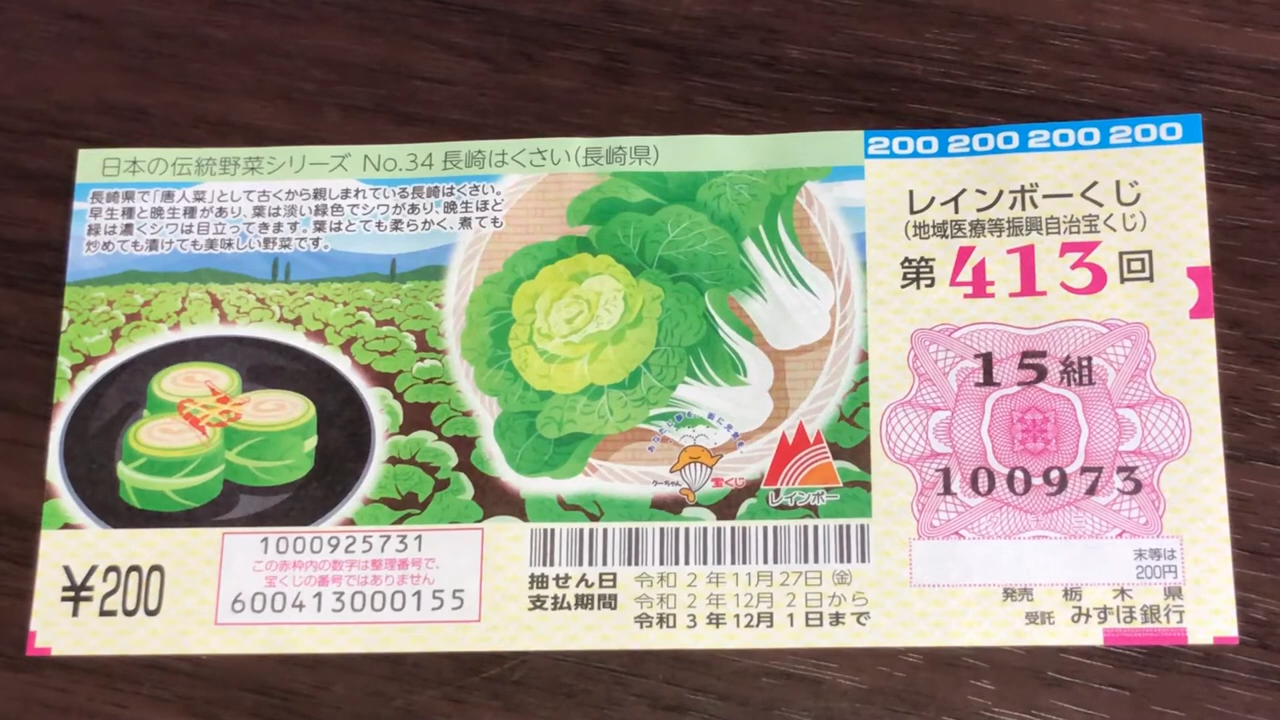 日本の伝統野菜シリーズ No.34 長崎はくさい(長崎県)
長崎県で「唐人菜」として古くから親しまれている長崎はくさい。
早生種と晩生種があり、葉は淡い緑色でシワがあり、晩生ほど
緑は濃くシワは目立ってきます。葉はとても柔らかく、煮ても
炒めても漬けても美味しい野菜です。
クーちゃん
宝くじ
レインボー
¥200
1000925731
この赤枠内の数字は整理番号で、
宝くじの番号ではありません
600413000155
抽せん日 令和 2 年 11月 27日 (金)
支払期間 令和 2 年 12月 2日から
令和 3 年 12月 1日まで
200 200 200 200
レインボーくじ
(地域医療等振興自治宝くじ)
第 413 回
15組
100973
末等は
200円
発売 栃木県
受託 みずほ銀行